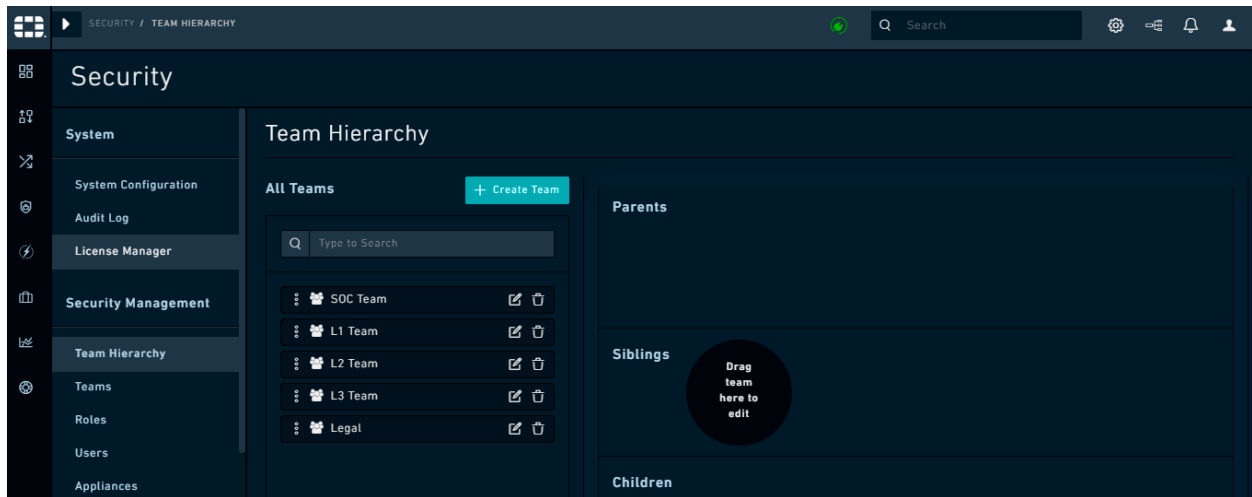 SECURITY / TEAM HIERARCHY
Search
Security
System
System Configuration
Audit Log
License Manager
Security Management
Team Hierarchy
Teams
Roles
Users
Appliances
Team Hierarchy
All Teams
+ Create Team
Type to Search
SOC Team
L1 Team
L2 Team
L3 Team
Legal
Parents
Siblings
Drag
team
here to
edit
Children